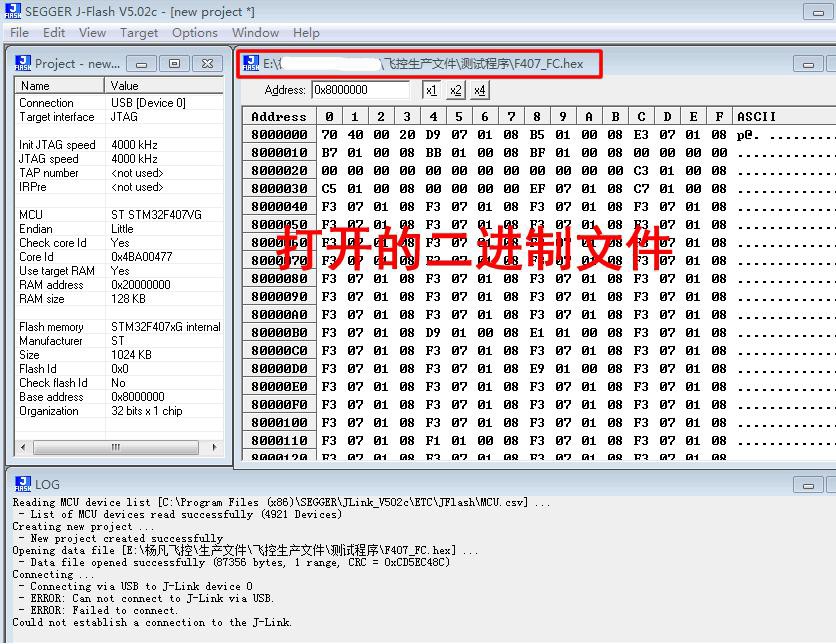 SEGGER J-Flash V5.02c - [new project *]
File Edit View Target Options Window Help
Project - new...
Name Value
Connection USB [Device 0]
Target interface JTAG
Init JTAG speed 4000 kHz
JTAG speed 4000 kHz
TAP number <not used>
IRPre <not used>
MCU ST STM32F407VG
Endian Little
Check core Id Yes
Core Id 0x4BA00477
Use target RAM Yes
RAM address 0x20000000
RAM size 128 KB
Flash memory STM32F407xG internal
Manufacturer ST
Size 1024 KB
Flash Id 0x0
Check flash Id No
Base address 0x8000000
Organization 32 bits x 1 chip
E:\ \飞控生产文件\测试程序\F407_FC.hex
Address: 0x8000000 x1 x2 x4
Address 0 1 2 3 4 5 6 7 8 9 A B C D E F ASCII
8000000 70 40 00 20 D9 07 01 08 B5 01 00 08 E3 07 01 08 p@. ..........
8000010 B7 01 00 08 BB 01 00 08 BF 01 00 08 00 00 00 00 ..............
8000020 00 00 00 00 00 00 00 00 00 00 00 00 C3 01 00 08 ..............
8000030 C5 01 00 08 00 00 00 00 EF 07 01 08 C7 01 00 08 ..............
8000040 F3 07 01 08 F3 07 01 08 F3 07 01 08 F3 07 01 08 ..............
8000050 F3 07 01 08 F3 07 01 08 F3 07 01 08 F3 07 01 08 ..............
打开的二进制文件
8000080 F3 07 01 08 F3 07 01 08 F3 07 01 08 F3 07 01 08 ..............
8000090 F3 07 01 08 F3 07 01 08 F3 07 01 08 F3 07 01 08 ..............
80000A0 F3 07 01 08 F3 07 01 08 F3 07 01 08 F3 07 01 08 ..............
80000B0 F3 07 01 08 D9 01 00 08 E1 01 00 08 F3 07 01 08 ..............
80000C0 F3 07 01 08 F3 07 01 08 F3 07 01 08 F3 07 01 08 ..............
80000D0 F3 07 01 08 F3 07 01 08 E9 01 00 08 F3 07 01 08 ..............
80000E0 F3 07 01 08 F3 07 01 08 F3 07 01 08 F3 07 01 08 ..............
80000F0 F3 07 01 08 F3 07 01 08 F3 07 01 08 F3 07 01 08 ..............
8000100 F3 07 01 08 F3 07 01 08 F3 07 01 08 F3 07 01 08 ..............
8000110 F3 07 01 08 F1 01 00 08 F3 07 01 08 F3 07 01 08 ..............
8000120 F3 07 01 08 F3 07 01 08 F3 07 01 08 F3 07 01 08
LOG
Reading MCU device list [C:\Program Files (x86)\SEGGER\JLink_V502c\ETC\JFlash\MCU.csv] ...
- List of MCU devices read successfully (4921 Devices)
Creating new project ...
- New project created successfully
Opening data file [E:\杨凡飞控\生产文件\飞控生产文件\测试程序\F407_FC.hex] ...
- Data file opened successfully (87356 bytes, 1 range, CRC = 0xCD5EC48C)
Connecting ...
- Connecting via USB to J-Link device 0
- ERROR: Can not connect to J-Link via USB.
- ERROR: Failed to connect.
Could not establish a connection to the J-Link.